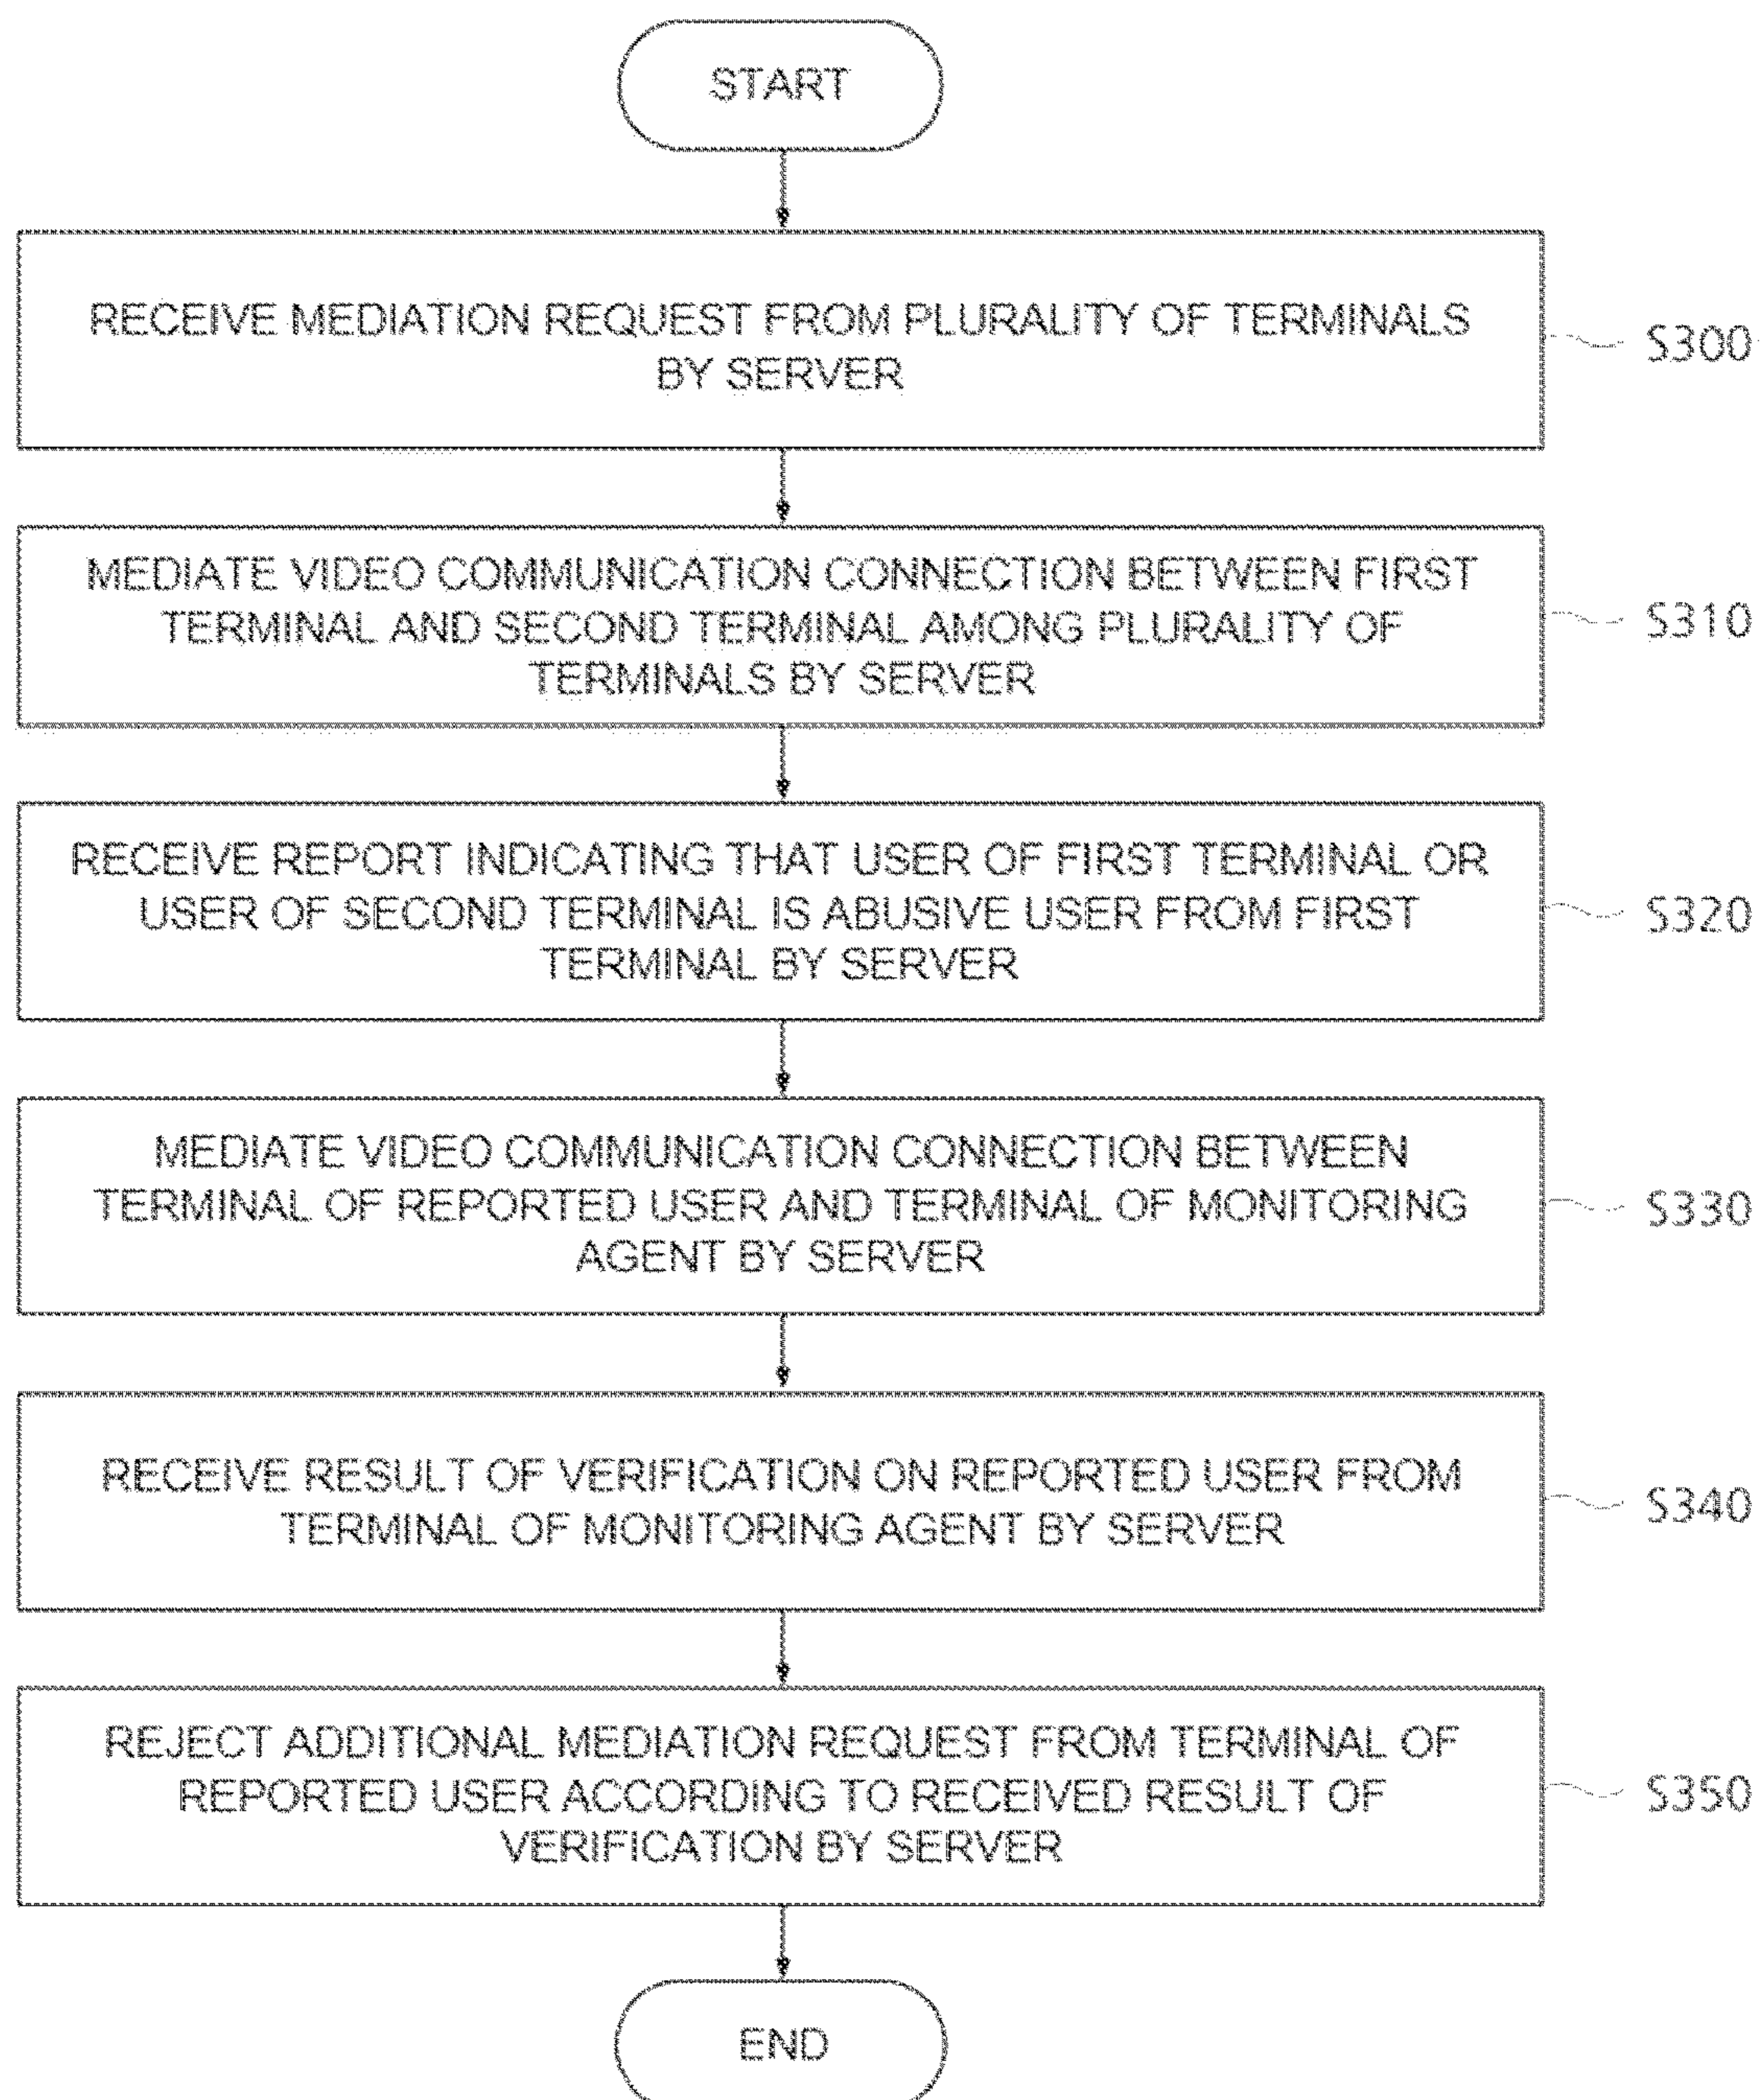 START
RECEIVE MEDIATION REQUEST FROM PLURALITY OF TERMINALS
BY SERVER
S300
MEDIATE VIDEO COMMUNICATION CONNECTION BETWEEN FIRST
TERMINAL AND SECOND TERMINAL AMONG PLURALITY OF
TERMINALS BY SERVER
S310
RECEIVE REPORT INDICATING THAT USER OF FIRST TERMINAL OR
USER OF SECOND TERMINAL IS ABUSIVE USER FROM FIRST
TERMINAL BY SERVER
S320
MEDIATE VIDEO COMMUNICATION CONNECTION BETWEEN
TERMINAL OF REPORTED USER AND TERMINAL OF MONITORING
AGENT BY SERVER
S330
RECEIVE RESULT OF VERIFICATION ON REPORTED USER FROM
TERMINAL OF MONITORING AGENT BY SERVER
S340
REJECT ADDITIONAL MEDIATION REQUEST FROM TERMINAL OF
REPORTED USER ACCORDING TO RECEIVED RESULT OF
VERIFICATION BY SERVER
S350
END